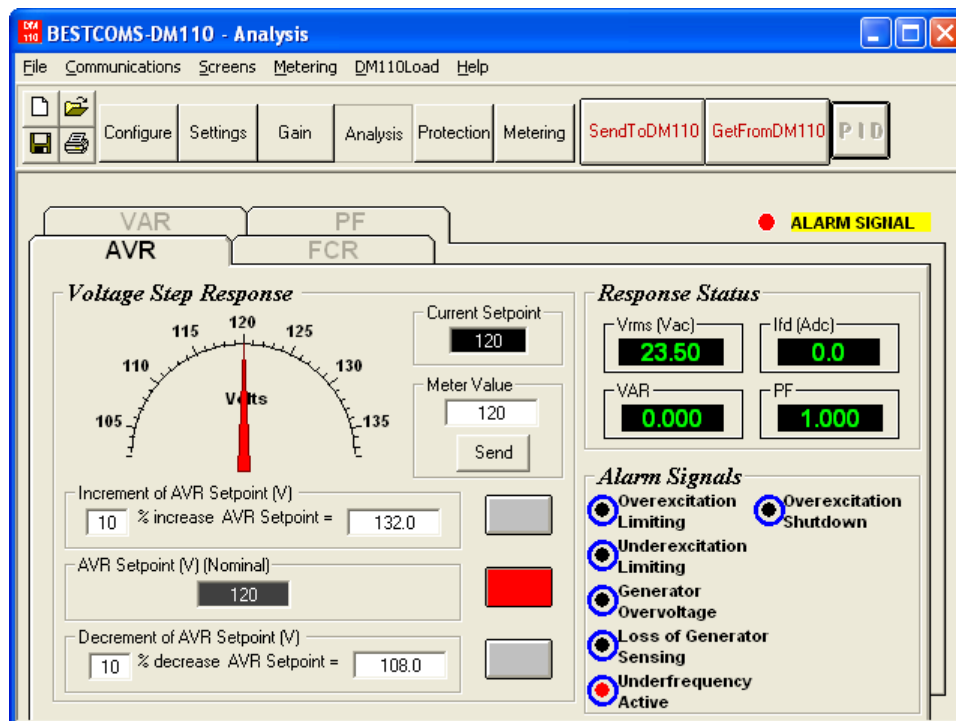 DM
110
BESTCOMS-DM110 - Analysis
File Communications Screens Metering DM110Load Help
Configure Settings Gain Analysis Protection Metering SendToDM110 GetFromDM110 PID
VAR PF
ALARM SIGNAL
AVR FCR
Voltage Step Response
105
110
115
120
125
130
135
Volts
Current Setpoint
120
Meter Value
120
Send
Increment of AVR Setpoint (V)
10 % increase AVR Setpoint = 132.0
AVR Setpoint (V) (Nominal)
120
Decrement of AVR Setpoint (V)
10 % decrease AVR Setpoint = 108.0
Response Status
Vrms (Vac) Ifd (Adc)
23.50 0.0
VAR PF
0.000 1.000
Alarm Signals
Overexcitation
Limiting
Overexcitation
Shutdown
Underexcitation
Limiting
Generator
Overvoltage
Loss of Generator
Sensing
Underfrequency
Active